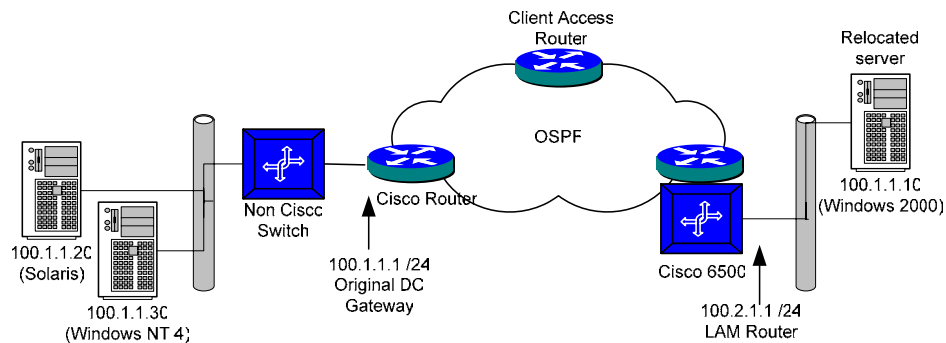 Client Access
Router
Relocated
server
OSPF
100.1.1.10
(Windows 2000)
Non Cisco
Switch
Cisco Router
Cisco 6500
100.1.1.20
(Solaris)
100.1.1.30
(Windows NT 4)
100.1.1.1 /24
Original DC
Gateway
100.2.1.1 /24
LAM Router